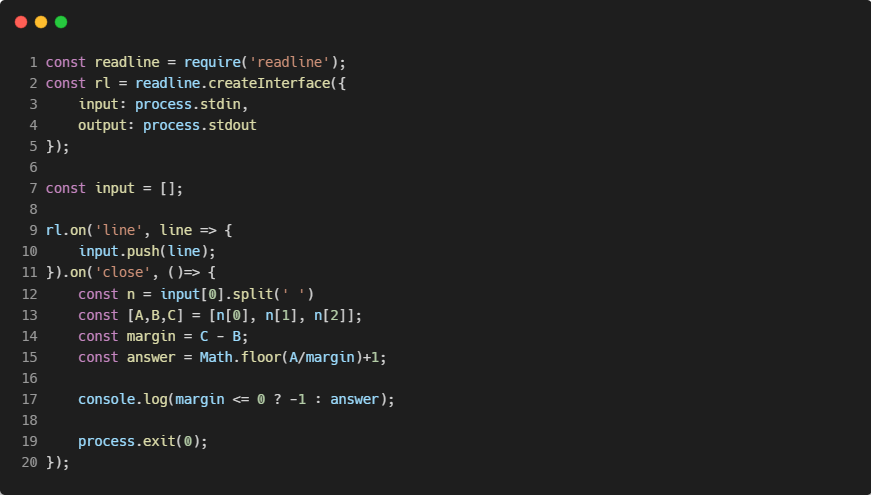 1 const readline = require('readline');
2 const rl = readline.createInterface({
3     input: process.stdin,
4     output: process.stdout
5 });
6
7 const input = [];
8
9 rl.on('line', line => {
10     input.push(line);
11 }).on('close', ()=> {
12     const n = input[0].split(' ')
13     const [A,B,C] = [n[0], n[1], n[2]];
14     const margin = C - B;
15     const answer = Math.floor(A/margin)+1;
16
17     console.log(margin <= 0 ? -1 : answer);
18
19     process.exit(0);
20 });